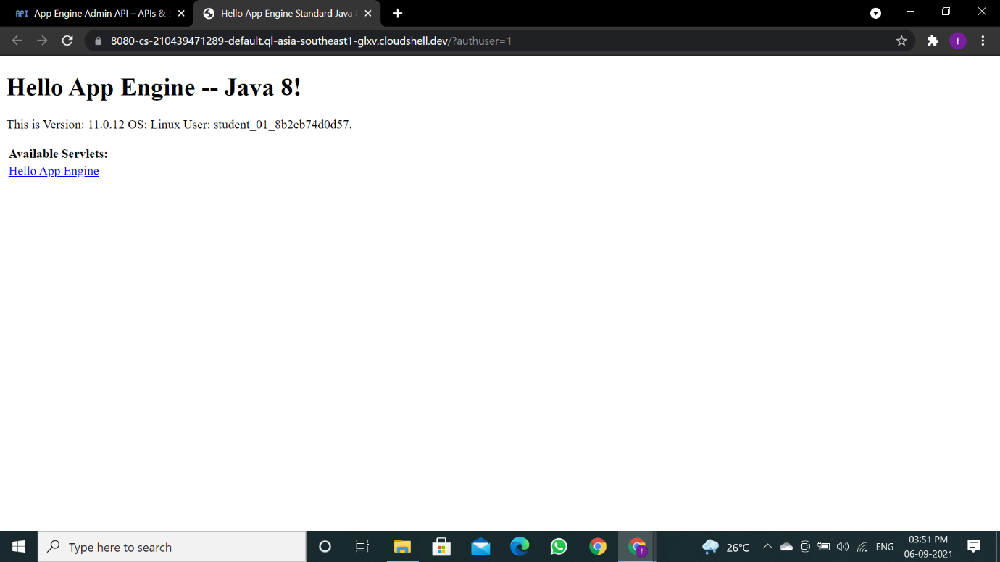 API App Engine Admin API – APIs &
Hello App Engine Standard Java
8080-cs-210439471289-default.ql-asia-southeast1-glxv.cloudshell.dev/?authuser=1
f
Hello App Engine -- Java 8!
This is Version: 11.0.12 OS: Linux User: student_01_8b2eb74d0d57.
Available Servlets:
Hello App Engine
Type here to search
f
26°C
ENG
03:51 PM
06-09-2021